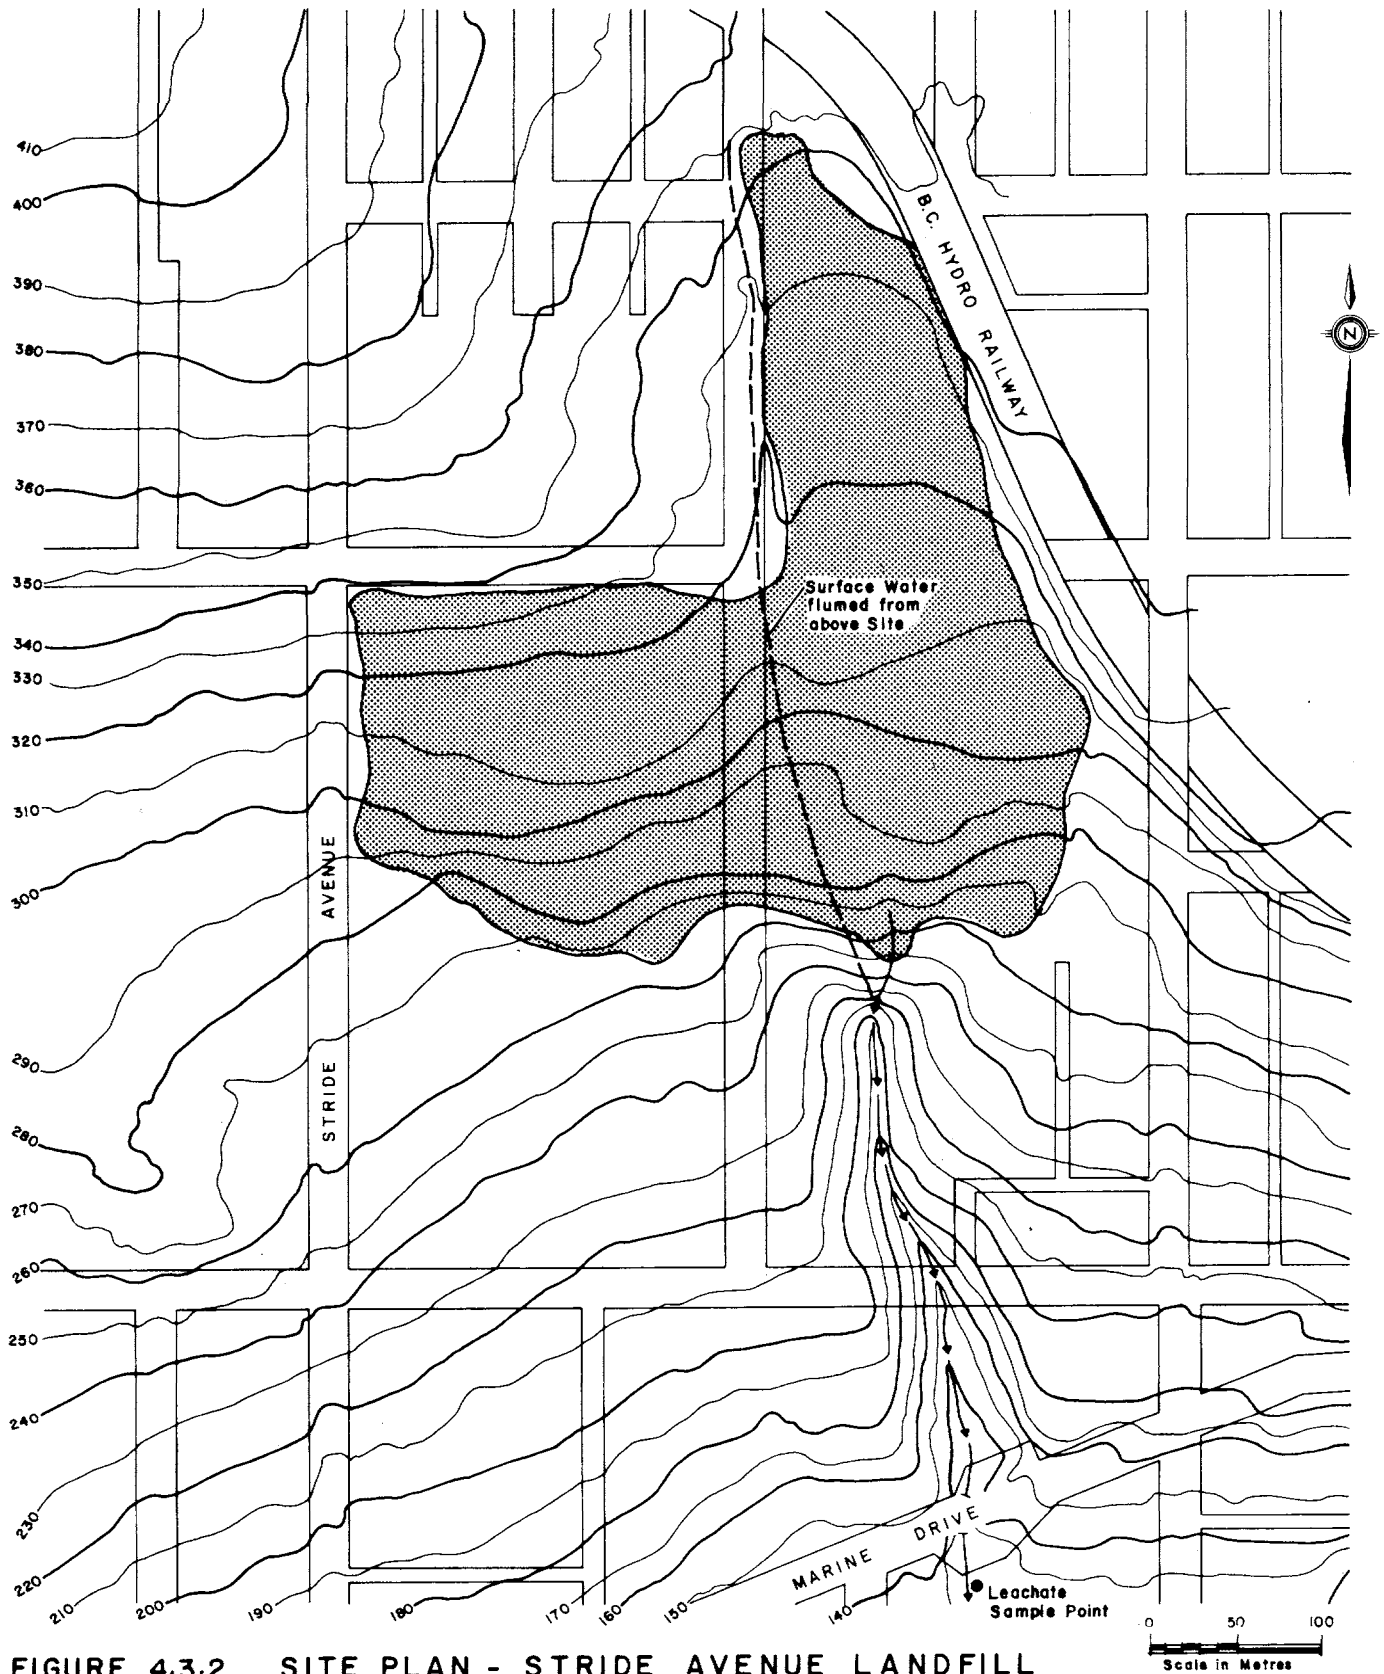 410
400
390
380
370
360
350
340
330
320
310
300
290
280
270
260
250
240
230
220
210
200
190
180
170
160
150
140
B.C. HYDRO RAILWAY
N
Surface Water
flumed from
above Site
STRIDE AVENUE
MARINE DRIVE
Leachate
Sample Point
0 50 100
Scale in Metres
FIGURE 4.3.2 SITE PLAN - STRIDE AVENUE LANDFILL